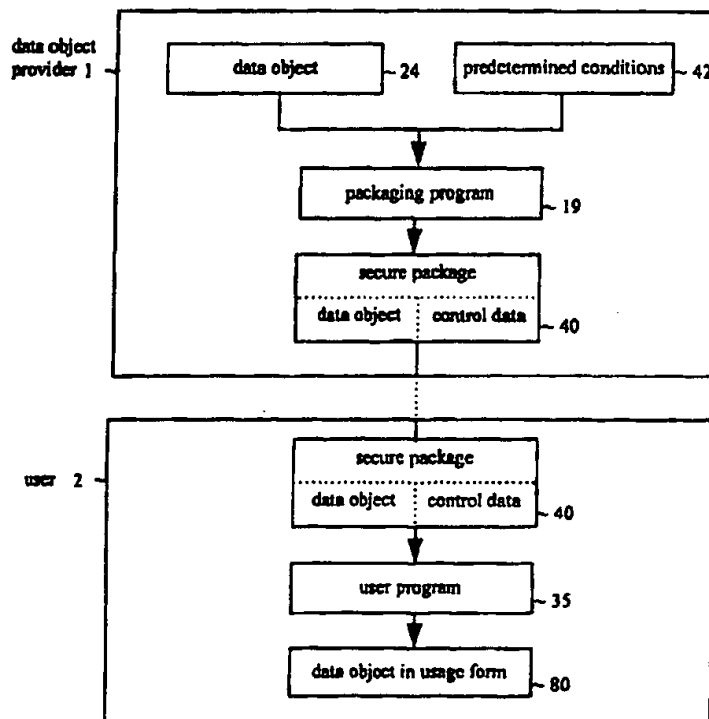 data object
provider 1
data object
24
predetermined conditions
42
packaging program
19
secure package
data object
control data
40
user 2
secure package
data object
control data
40
user program
35
data object in usage form
80